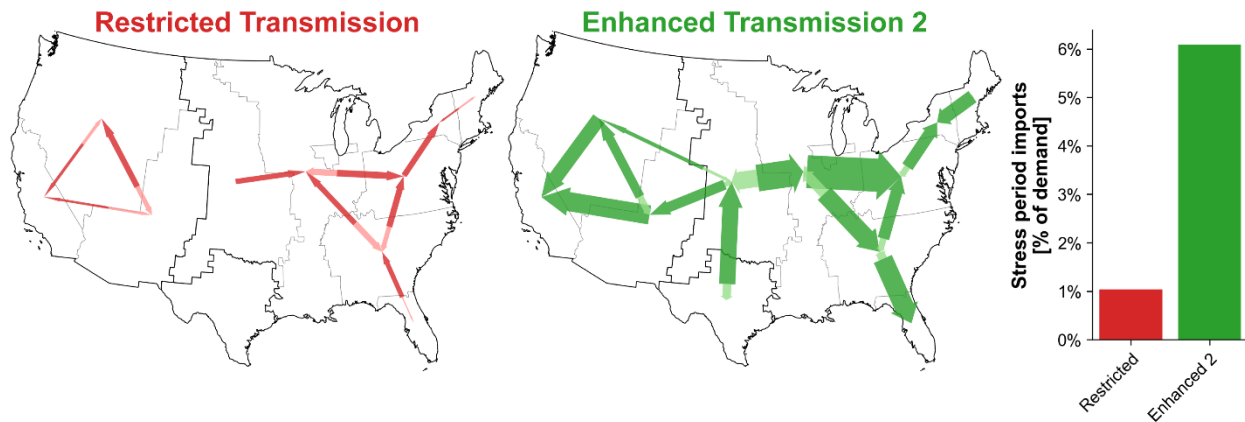 Restricted Transmission
Enhanced Transmission 2
Stress period imports
[% of demand]
6%
5%
4%
3%
2%
1%
0%
Restricted
Enhanced 2